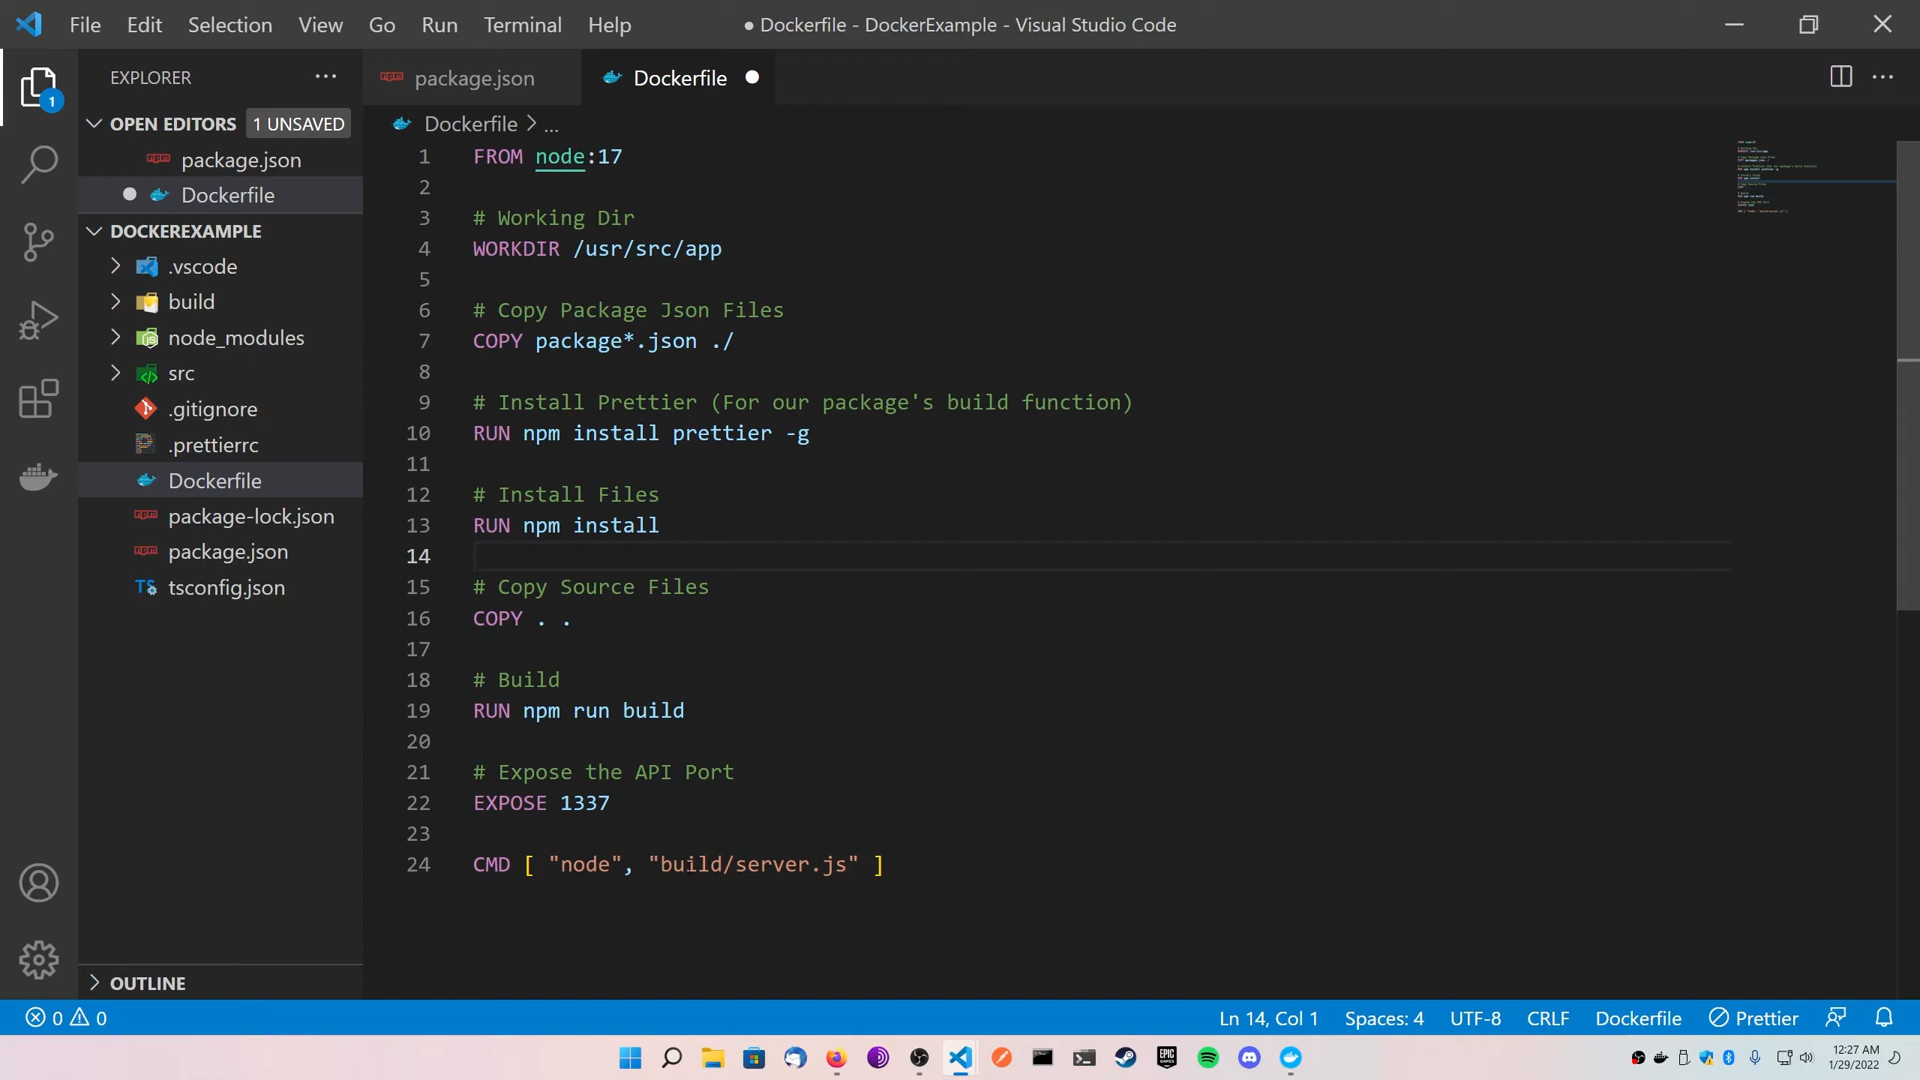 File Edit Selection View Go Run Terminal Help ● Dockerfile - DockerExample - Visual Studio Code
EXPLORER ...
package.json Dockerfile
OPEN EDITORS 1 UNSAVED
package.json
Dockerfile
DOCKEREXAMPLE
.vscode
build
node_modules
src
.gitignore
.prettierrc
Dockerfile
package-lock.json
package.json
tsconfig.json
OUTLINE
1
Dockerfile > ...
1 FROM node:17
2
3 # Working Dir
4 WORKDIR /usr/src/app
5
6 # Copy Package Json Files
7 COPY package*.json ./
8
9 # Install Prettier (For our package's build function)
10 RUN npm install prettier -g
11
12 # Install Files
13 RUN npm install
14
15 # Copy Source Files
16 COPY . .
17
18 # Build
19 RUN npm run build
20
21 # Expose the API Port
22 EXPOSE 1337
23
24 CMD [ "node", "build/server.js" ]
0 0 Ln 14, Col 1 Spaces: 4 UTF-8 CRLF Dockerfile Prettier
EPIC GAMES
12:27 AM
1/29/2022